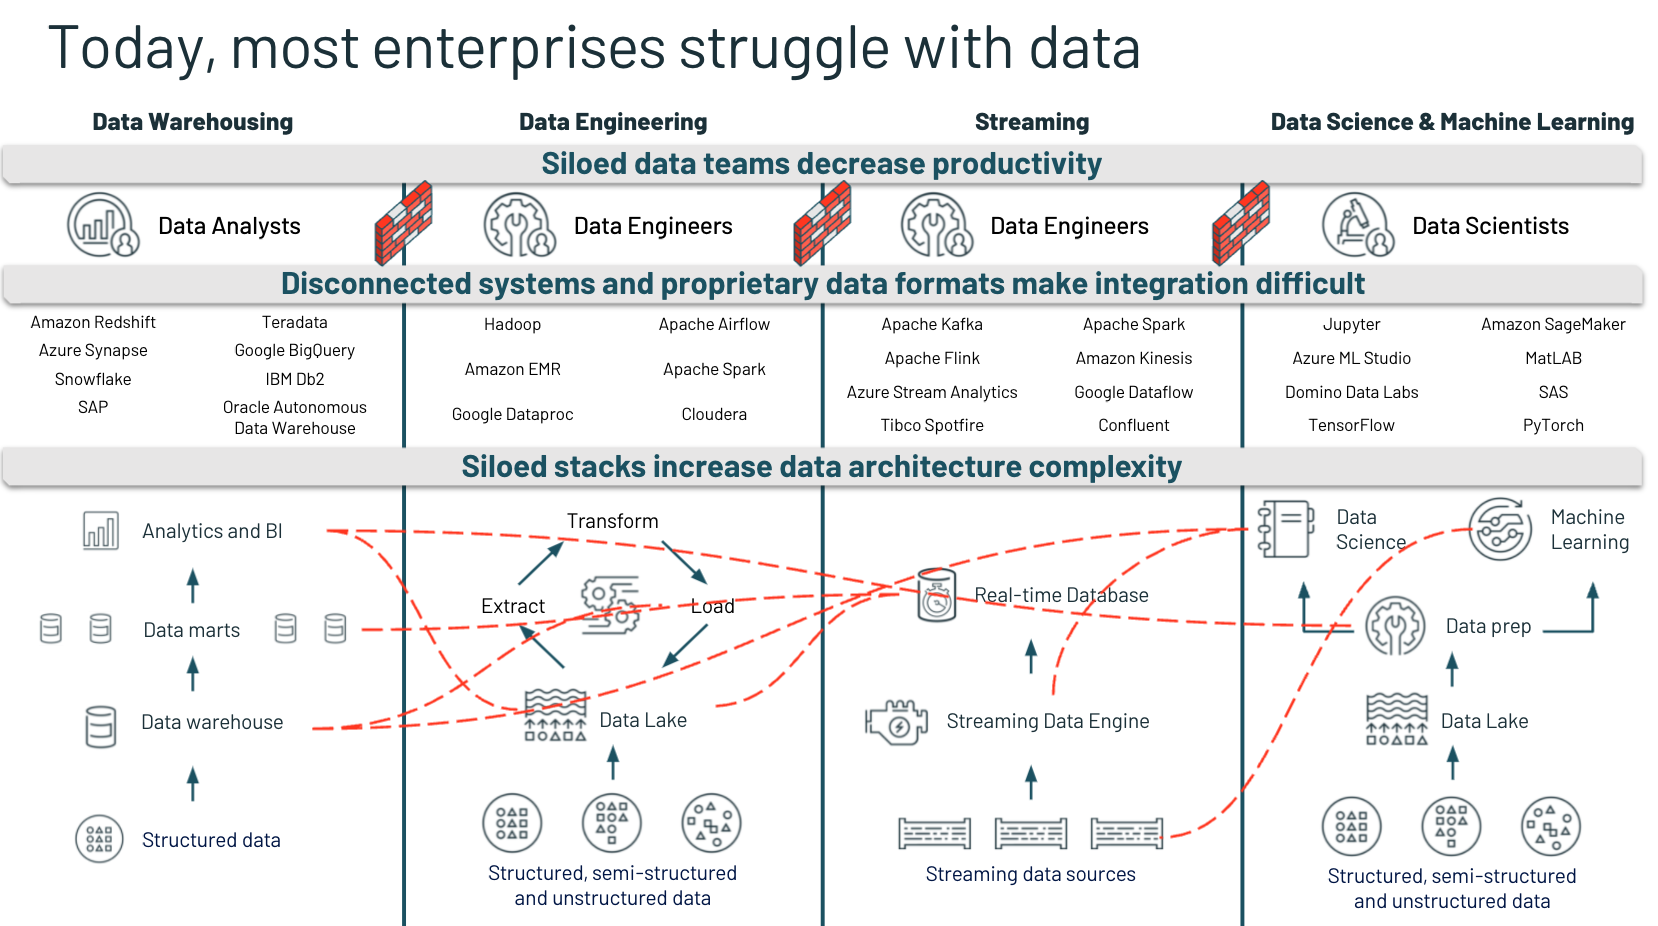 Today, most enterprises struggle with data
Data Warehousing
Data Engineering
Streaming
Data Science & Machine Learning
Siloed data teams decrease productivity
Data Analysts
Data Engineers
Data Engineers
Data Scientists
Disconnected systems and proprietary data formats make integration difficult
Amazon Redshift
Azure Synapse
Snowflake
SAP
Teradata
Google BigQuery
IBM Db2
Oracle Autonomous
Data Warehouse
Hadoop
Amazon EMR
Google Dataproc
Apache Airflow
Apache Spark
Cloudera
Apache Kafka
Apache Flink
Azure Stream Analytics
Tibco Spotfire
Apache Spark
Amazon Kinesis
Google Dataflow
Confluent
Jupyter
Azure ML Studio
Domino Data Labs
TensorFlow
Amazon SageMaker
MatLAB
SAS
PyTorch
Siloed stacks increase data architecture complexity
Analytics and BI
Data marts
Data warehouse
Structured data
Transform
Extract
Load
Data Lake
Structured, semi-structured
and unstructured data
Real-time Database
Streaming Data Engine
Streaming data sources
Data
Science
Machine
Learning
Data prep
Data Lake
Structured, semi-structured
and unstructured data